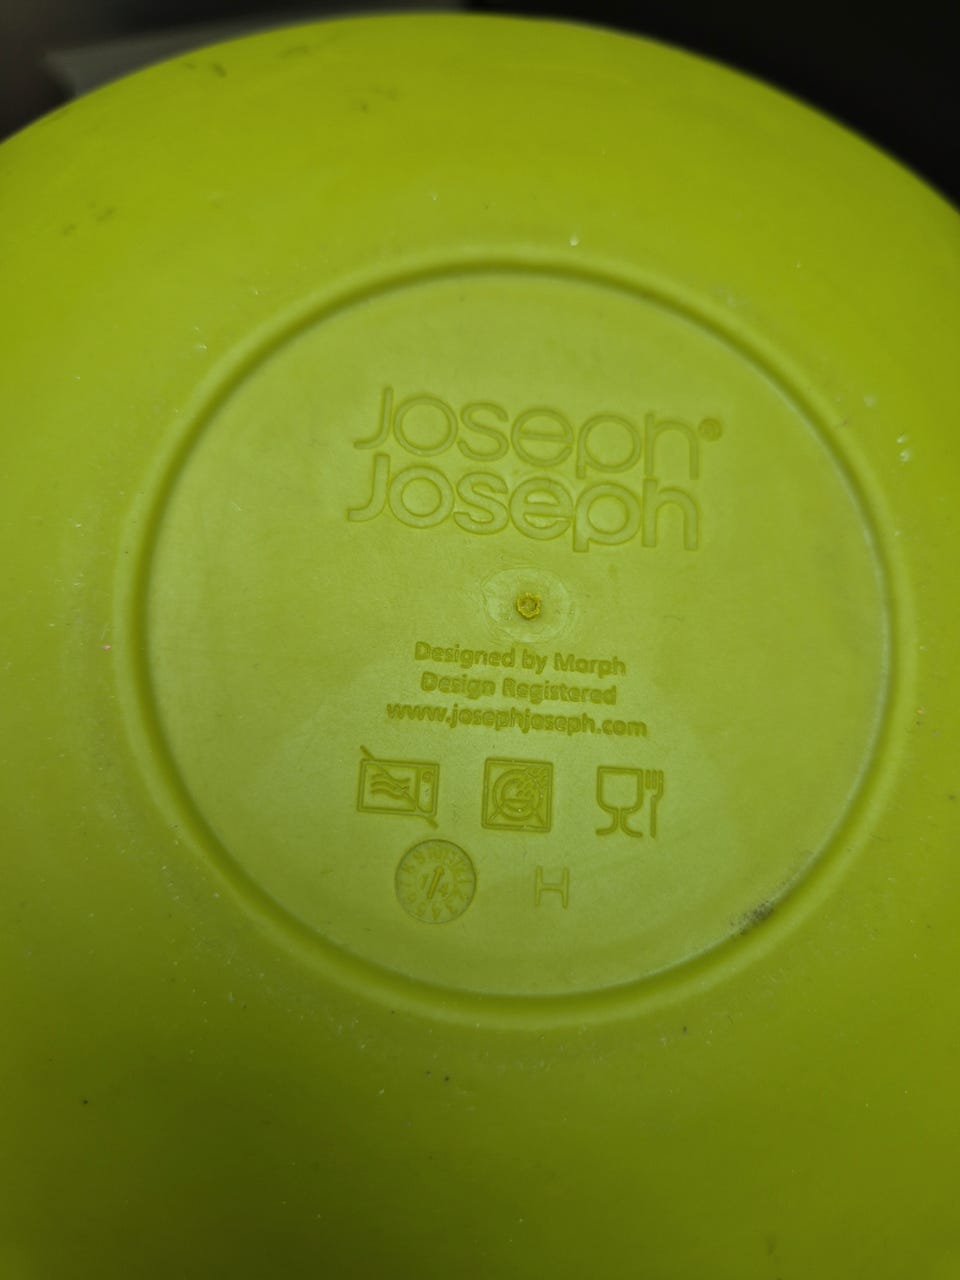 Joseph®
Joseph
Designed by Morph
Design Registered
www.josephjoseph.com
H